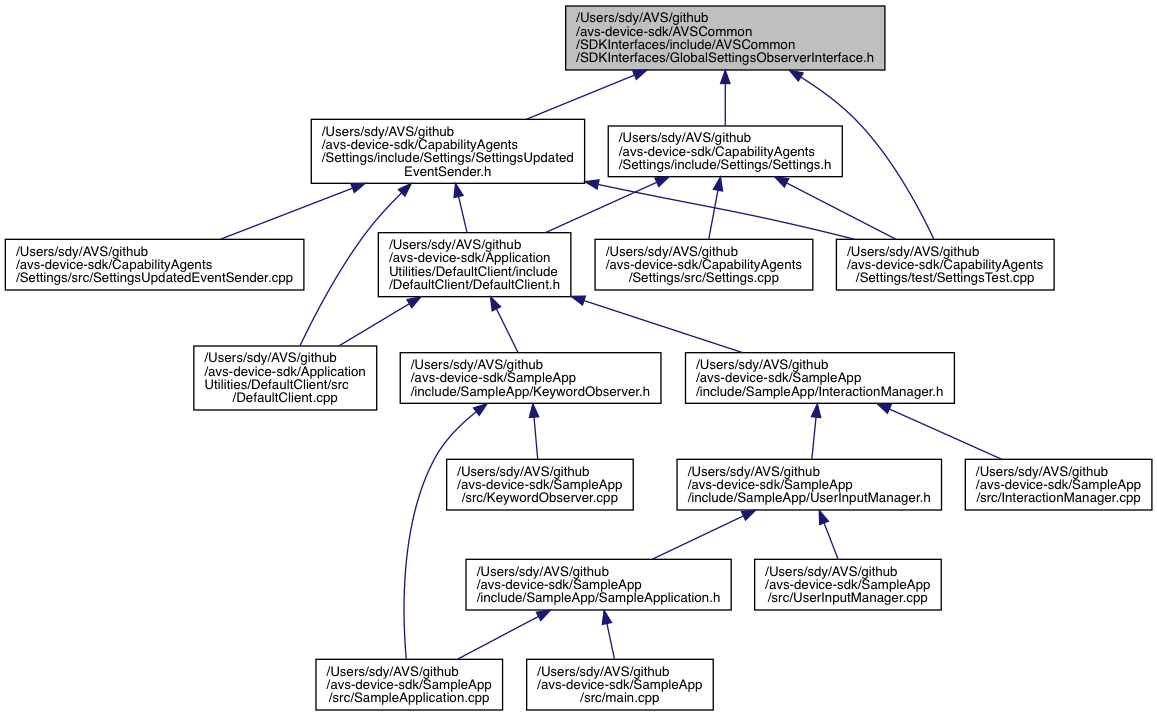 /Users/sdy/AVS/github
/avs-device-sdk/AVSCommon
/SDKInterfaces/include/AVSCommon
/SDKInterfaces/GlobalSettingsObserverInterface.h
/Users/sdy/AVS/github
/avs-device-sdk/CapabilityAgents
/Settings/include/Settings/SettingsUpdated
EventSender.h
/Users/sdy/AVS/github
/avs-device-sdk/CapabilityAgents
/Settings/include/Settings/Settings.h
/Users/sdy/AVS/github
/avs-device-sdk/CapabilityAgents
/Settings/src/SettingsUpdatedEventSender.cpp
/Users/sdy/AVS/github
/avs-device-sdk/Application
Utilities/DefaultClient/include
/DefaultClient/DefaultClient.h
/Users/sdy/AVS/github
/avs-device-sdk/CapabilityAgents
/Settings/src/Settings.cpp
/Users/sdy/AVS/github
/avs-device-sdk/CapabilityAgents
/Settings/test/SettingsTest.cpp
/Users/sdy/AVS/github
/avs-device-sdk/Application
Utilities/DefaultClient/src
/DefaultClient.cpp
/Users/sdy/AVS/github
/avs-device-sdk/SampleApp
/include/SampleApp/KeywordObserver.h
/Users/sdy/AVS/github
/avs-device-sdk/SampleApp
/include/SampleApp/InteractionManager.h
/Users/sdy/AVS/github
/avs-device-sdk/SampleApp
/src/KeywordObserver.cpp
/Users/sdy/AVS/github
/avs-device-sdk/SampleApp
/include/SampleApp/UserInputManager.h
/Users/sdy/AVS/github
/avs-device-sdk/SampleApp
/src/InteractionManager.cpp
/Users/sdy/AVS/github
/avs-device-sdk/SampleApp
/include/SampleApp/SampleApplication.h
/Users/sdy/AVS/github
/avs-device-sdk/SampleApp
/src/UserInputManager.cpp
/Users/sdy/AVS/github
/avs-device-sdk/SampleApp
/src/SampleApplication.cpp
/Users/sdy/AVS/github
/avs-device-sdk/SampleApp
/src/main.cpp